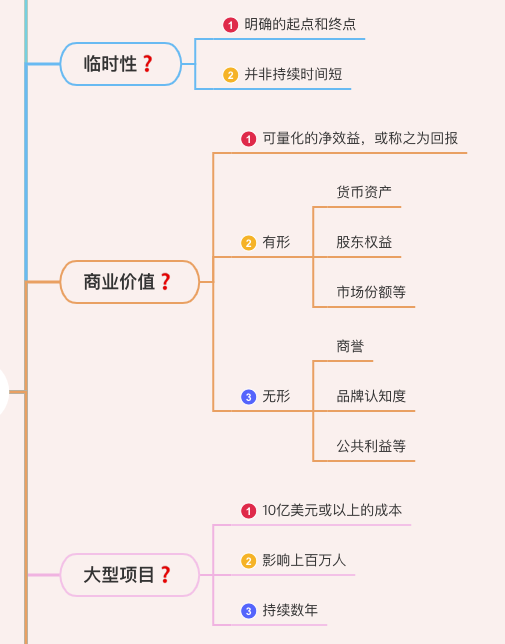 临时性❓
1 明确的起点和终点
2 并非持续时间短
商业价值❓
1 可量化的净效益，或称之为回报
2 有形
货币资产
股东权益
市场份额等
3 无形
商誉
品牌认知度
公共利益等
大型项目❓
1 10亿美元或以上的成本
2 影响上百万人
3 持续数年